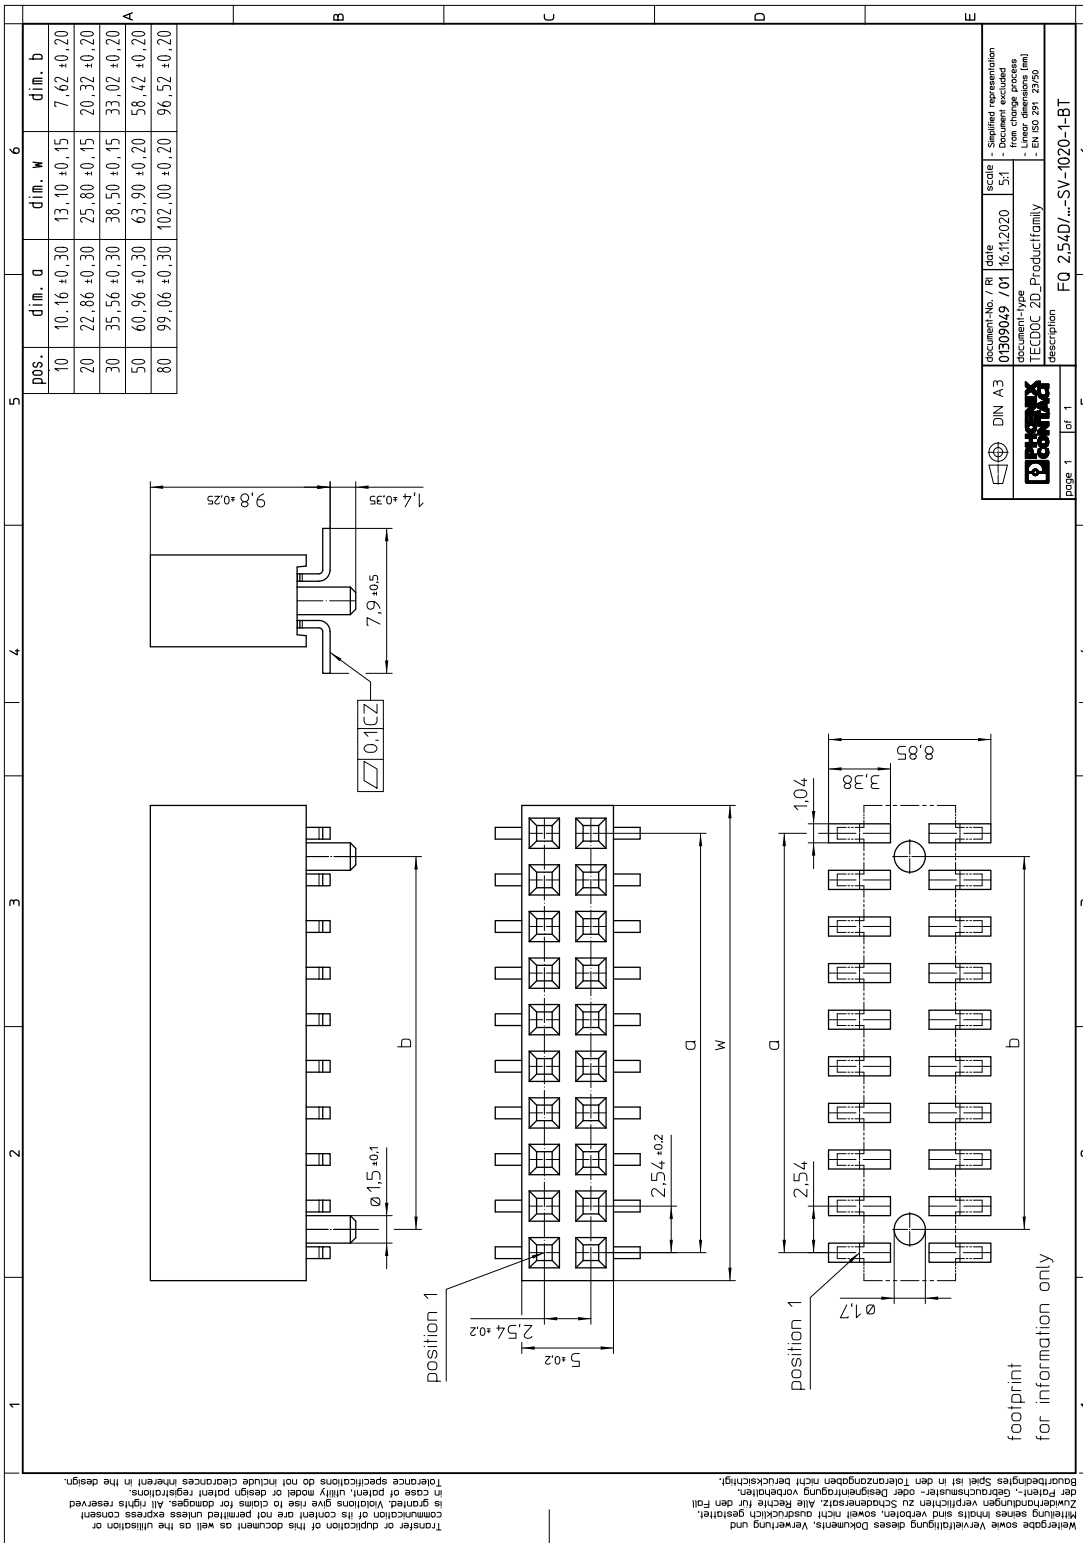 1 2 3 4 5 6
A
B
C
D
E
pos. dim. a dim. w dim. b
10 10.16 ±0,30 13,10 ±0,15 7,62 ±0,20
20 22,86 ±0,30 25,80 ±0,15 20,32 ±0,20
30 35,56 ±0,30 38,50 ±0,15 33,02 ±0,20
50 60,96 ±0,30 63,90 ±0,20 58,42 ±0,20
80 99,06 ±0,30 102,00 ±0,20 96,52 ±0,20
9,8 ±0,25
1,4 ±0,35
7,9 ±0,5
0,1 CZ
b
ø1,5 ±0,1
position 1
2,54 ±0,2
5 ±0,2
2,54 ±0,2
a
w
position 1
ø1,7
2,54
a
b
1,04
3,38
8,85
footprint
for information only
DIN A3
PHOENIX
CONTACT
page 1 of 1
document-No. / RI
01309049 / 01
date
16.11.2020
scale
5:1
- Simplified representation
- Document excluded
from change process
- Linear dimensions [mm]
- EN ISO 291 23/50
document-type
TECDOC 2D_Productfamily
description
FQ 2,54D/...-SV-1020-1-BT
Transfer or duplication of this document as well as the utilisation or
communication of its content are not permitted unless express consent
is granted. Violations give rise to claims for damages. All rights reserved
in case of patent, utility model or design patent registrations.
Tolerance specifications do not include clearances inherent in the design.
Weitergabe sowie Vervielfältigung dieses Dokuments, Verwertung und
Mitteilung seines Inhalts sind verboten, soweit nicht ausdrücklich gestattet.
Zuwiderhandlungen verpflichten zu Schadenersatz. Alle Rechte für den Fall
der Patent-, Gebrauchsmuster- oder Designeintragung vorbehalten.
Bauartbedingtes Spiel ist in den Toleranzangaben nicht berücksichtigt.